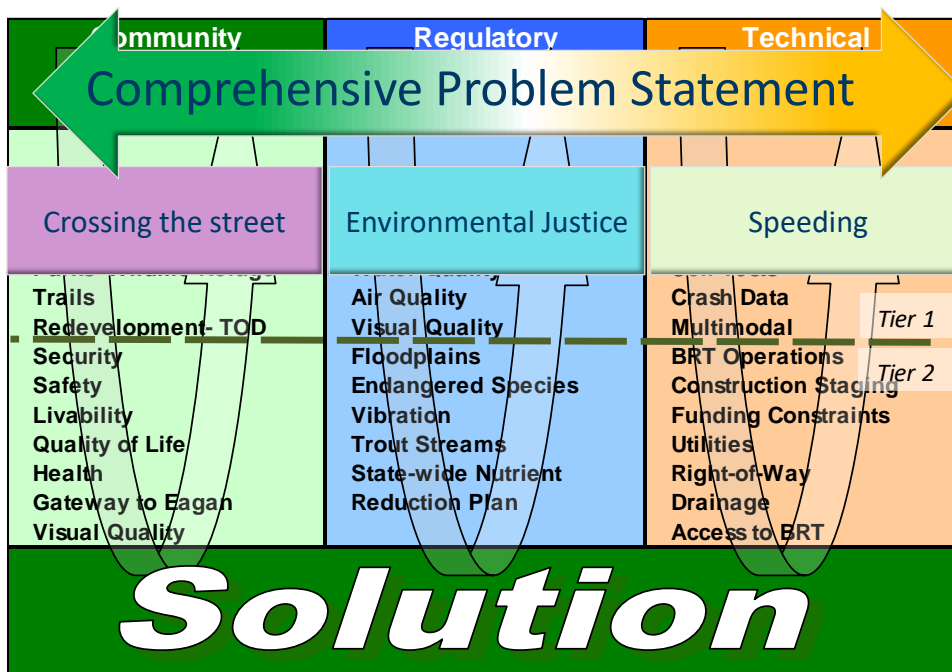 Community
Regulatory
Technical
Comprehensive Problem Statement
Crossing the street
Trails
Redevelopment- TOD
Security
Safety
Livability
Quality of Life
Health
Gateway to Eagan
Visual Quality
Environmental Justice
Air Quality
Visual Quality
Floodplains
Endangered Species
Vibration
Trout Streams
State-wide Nutrient
Reduction Plan
Speeding
Crash Data
Multimodal
BRT Operations
Construction Staging
Funding Constraints
Utilities
Right-of-Way
Drainage
Access to BRT
Tier 1
Tier 2
Solution